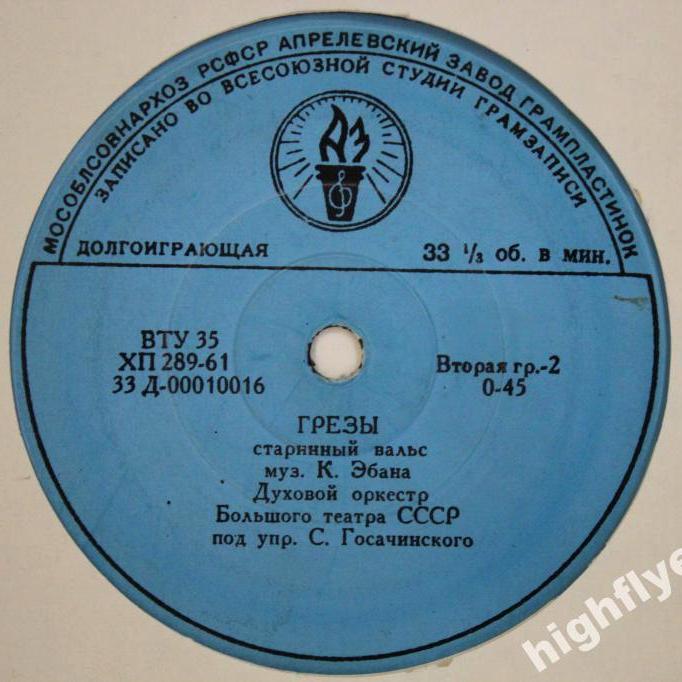 МОСОБЛСОВНАРХОЗ РСФСР АПРЕЛЕВСКИЙ ЗАВОД ГРАМПЛАСТИНОК
ЗАПИСАНО ВО ВСЕСОЮЗНОЙ СТУДИИ ГРАМЗАПИСИ
АЗ
ДОЛГОИГРАЮЩАЯ 33 1/3 об. в мин.
ВТУ 35
ХП 289-61
33 Д-00010016
Вторая гр.-2
0-45
ГРЕЗЫ
старинный вальс
муз. К. Эбана
Духовой оркестр
Большого театра СССР
под упр. С. Госачинского
highflye